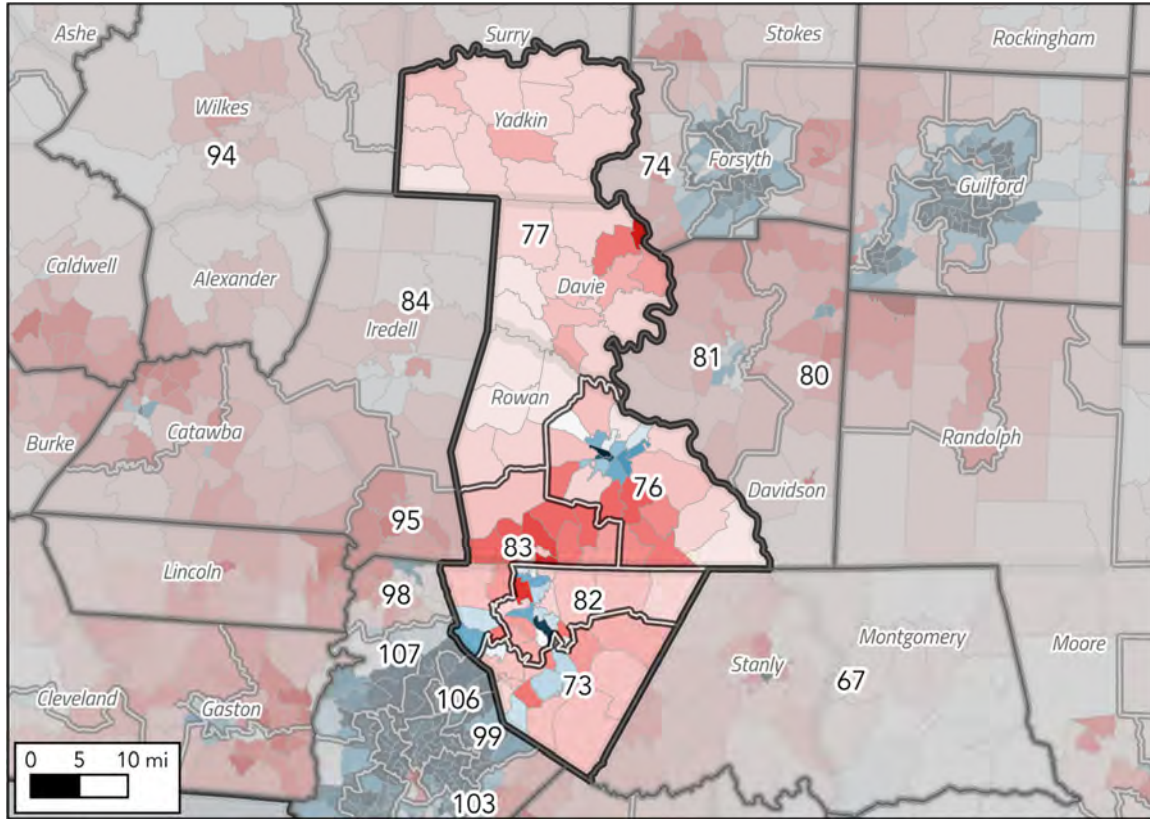 Ashe
Surry
Stokes
Rockingham
Wilkes
94
Yadkin
74
Forsyth
Guilford
77
Caldwell
Alexander
84
Davie
Iredell
81
80
Rowan
Burke
Catawba
Randolph
76
Davidson
95
83
Lincoln
98
82
107
Montgomery
Moore
Stanly
67
73
106
Cleveland
Gaston
99
0 5 10 mi
103